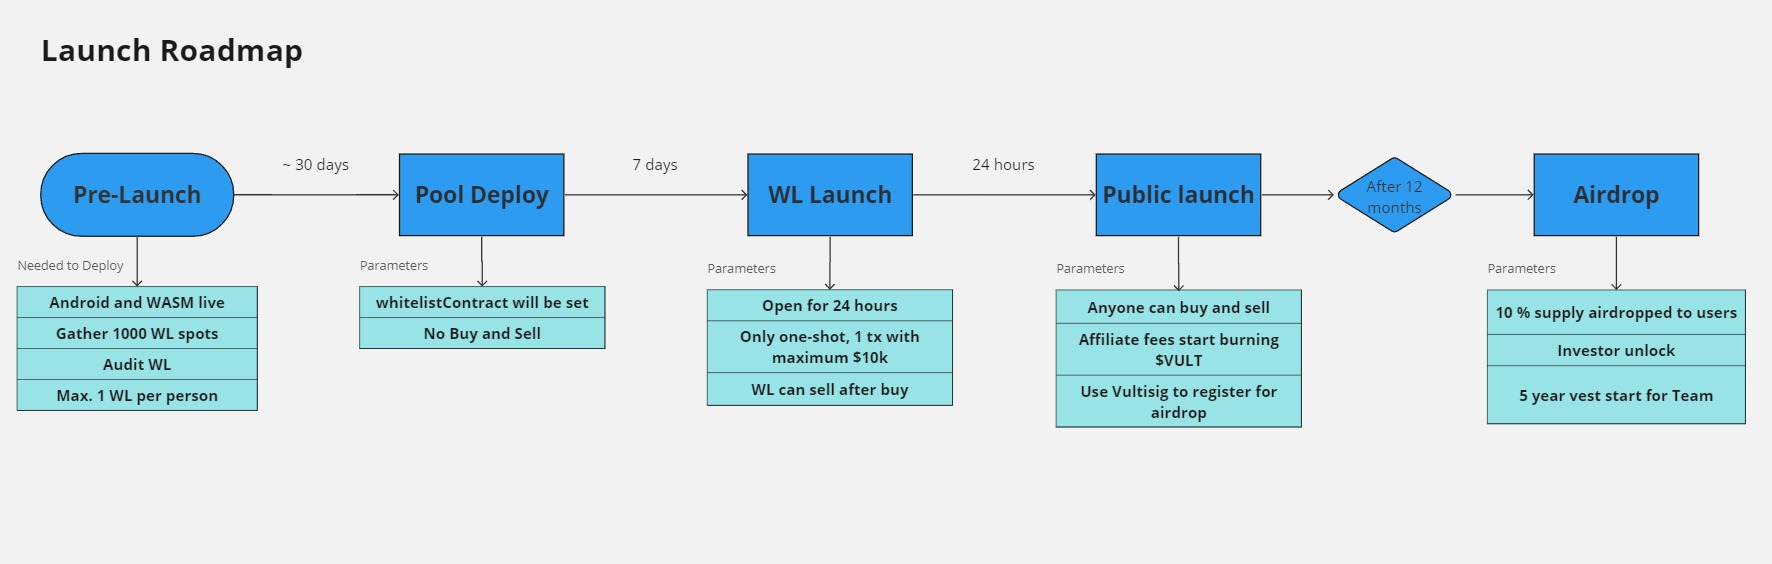 Launch Roadmap
~ 30 days
7 days
24 hours
Pre-Launch
Pool Deploy
WL Launch
Public launch
After 12
months
Airdrop
Needed to Deploy
Android and WASM live
Gather 1000 WL spots
Audit WL
Max. 1 WL per person
Parameters
whitelistContract will be set
No Buy and Sell
Parameters
Open for 24 hours
Only one-shot, 1 tx with
maximum $10k
WL can sell after buy
Parameters
Anyone can buy and sell
Affiliate fees start burning
$VULT
Use Vultisig to register for
airdrop
Parameters
10 % supply airdropped to users
Investor unlock
5 year vest start for Team